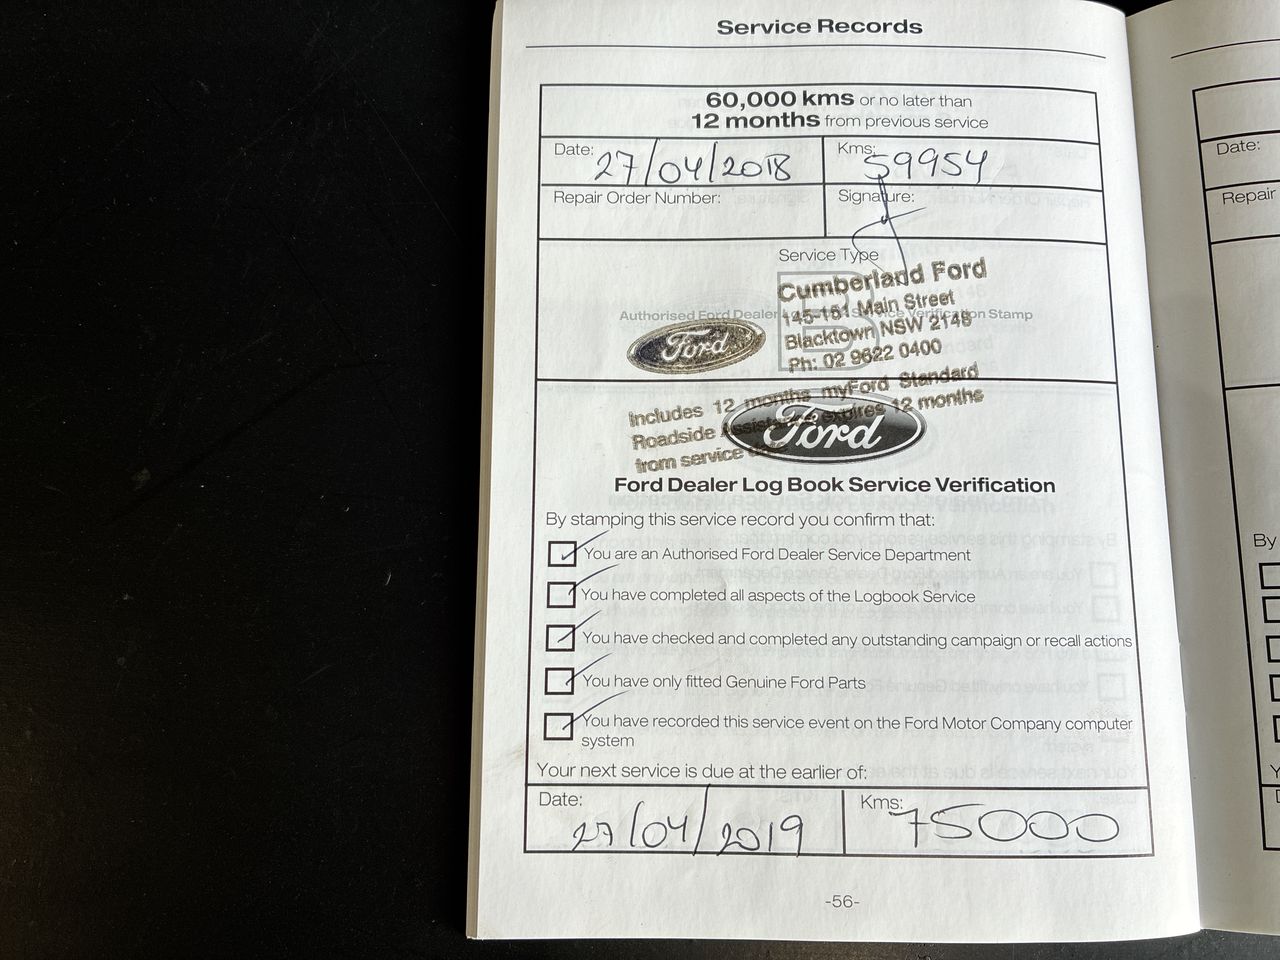 Service Records
60,000 kms or no later than
12 months from previous service
Date: 27/04/2018
Kms: 59954
Repair Order Number:
Signature:
Service Type
B
Authorised Ford Dealer Log Book Service Verification Stamp
Cumberland Ford
145-151 Main Street
Blacktown NSW 2148
Ph: 02 9622 0400
Ford
Includes 12 months myFord Standard
Roadside Assistance expires 12 months
from service date
Ford
Ford Dealer Log Book Service Verification
By stamping this service record you confirm that:
You are an Authorised Ford Dealer Service Department
You have completed all aspects of the Logbook Service
You have checked and completed any outstanding campaign or recall actions
You have only fitted Genuine Ford Parts
You have recorded this service event on the Ford Motor Company computer
system
Your next service is due at the earlier of:
Date: 27/04/2019
Kms: 75000
-56-
Date:
Repair
By